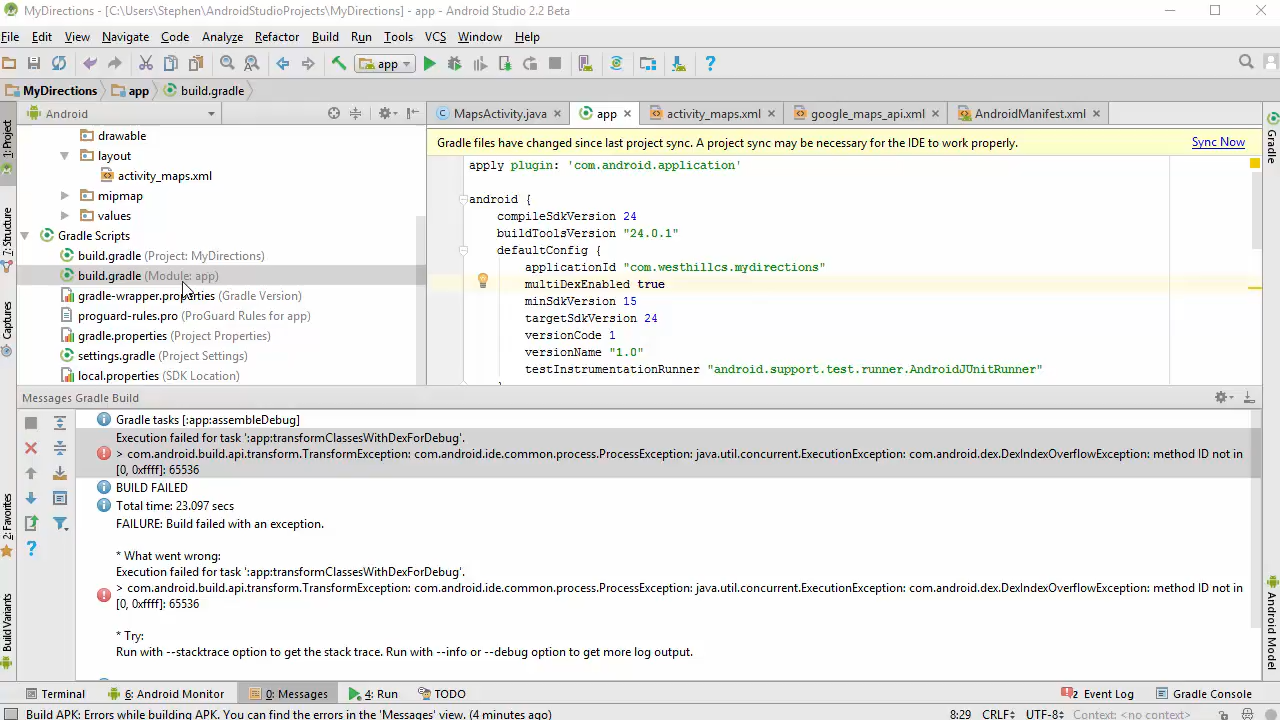 MyDirections - [C:\Users\Stephen\AndroidStudioProjects\MyDirections] - app - Android Studio 2.2 Beta
File Edit View Navigate Code Analyze Refactor Build Run Tools VCS Window Help
app
MyDirections app build.gradle
Android
MapsActivity.java app activity_maps.xml google_maps_api.xml AndroidManifest.xml
1: Project
7: Structure
Captures
2: Favorites
Build Variants
drawable
layout
activity_maps.xml
mipmap
values
Gradle Scripts
build.gradle (Project: MyDirections)
build.gradle (Module: app)
gradle-wrapper.properties (Gradle Version)
proguard-rules.pro (ProGuard Rules for app)
gradle.properties (Project Properties)
settings.gradle (Project Settings)
local.properties (SDK Location)
Gradle files have changed since last project sync. A project sync may be necessary for the IDE to work properly. Sync Now
apply plugin: 'com.android.application'
android {
compileSdkVersion 24
buildToolsVersion "24.0.1"
defaultConfig {
applicationId "com.westhillcs.mydirections"
multiDexEnabled true
minSdkVersion 15
targetSdkVersion 24
versionCode 1
versionName "1.0"
testInstrumentationRunner "android.support.test.runner.AndroidJUnitRunner"
Gradle
Android Model
Messages Gradle Build
Gradle tasks [:app:assembleDebug]
Execution failed for task ':app:transformClassesWithDexForDebug'.
> com.android.build.api.transform.TransformException: com.android.ide.common.process.ProcessException: java.util.concurrent.ExecutionException: com.android.dex.DexIndexOverflowException: method ID not in
[0, 0xffff]: 65536
BUILD FAILED
Total time: 23.097 secs
FAILURE: Build failed with an exception.
* What went wrong:
Execution failed for task ':app:transformClassesWithDexForDebug'.
> com.android.build.api.transform.TransformException: com.android.ide.common.process.ProcessException: java.util.concurrent.ExecutionException: com.android.dex.DexIndexOverflowException: method ID not in
[0, 0xffff]: 65536
* Try:
Run with --stacktrace option to get the stack trace. Run with --info or --debug option to get more log output.
Terminal 6: Android Monitor 0: Messages 4: Run TODO 2 Event Log Gradle Console
Build APK: Errors while building APK. You can find the errors in the 'Messages' view. (4 minutes ago) 8:29 CRLF UTF-8 Context: <no context>